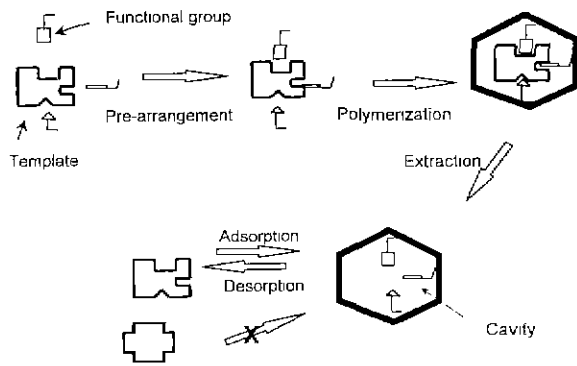 Functional group
Pre-arrangement
Polymerization
Template
Extraction
Adsorption
Desorption
X
Cavity